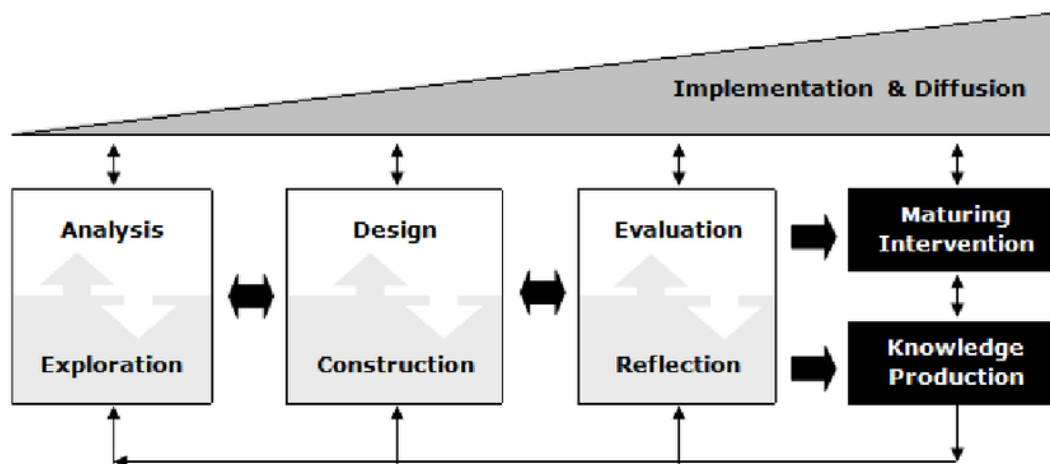 Implementation & Diffusion
Analysis
Exploration
Design
Construction
Evaluation
Reflection
Maturing
Intervention
Knowledge
Production